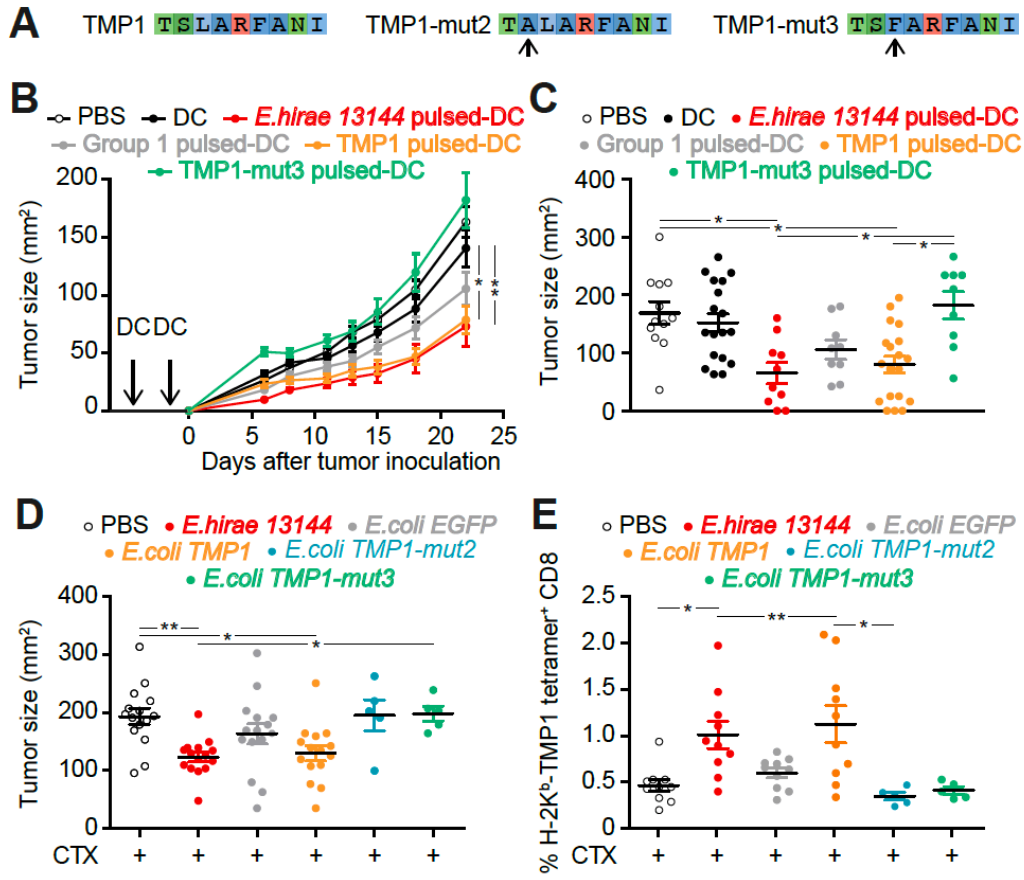 A
TMP1 TSLARFANI
TMP1-mut2 TALARFANI
TMP1-mut3 TSFARFANI
B
PBS DC E.hirae 13144 pulsed-DC
Group 1 pulsed-DC TMP1 pulsed-DC
TMP1-mut3 pulsed-DC
Tumor size (mm²)
200
150
100
50
0
DC DC
*
**
0 5 10 15 20 25
Days after tumor inoculation
C
PBS DC E.hirae 13144 pulsed-DC
Group 1 pulsed-DC TMP1 pulsed-DC
TMP1-mut3 pulsed-DC
Tumor size (mm²)
400
300
200
100
0
*
*
*
*
D
PBS E.hirae 13144 E.coli EGFP
E.coli TMP1 E.coli TMP1-mut2
E.coli TMP1-mut3
Tumor size (mm²)
400
300
200
100
0
**
*
*
CTX + + + + + +
E
PBS E.hirae 13144 E.coli EGFP
E.coli TMP1 E.coli TMP1-mut2
E.coli TMP1-mut3
% H-2Kᵇ-TMP1 tetramer⁺ CD8
2.5
2.0
1.5
1.0
0.5
0
*
**
*
CTX + + + + + +